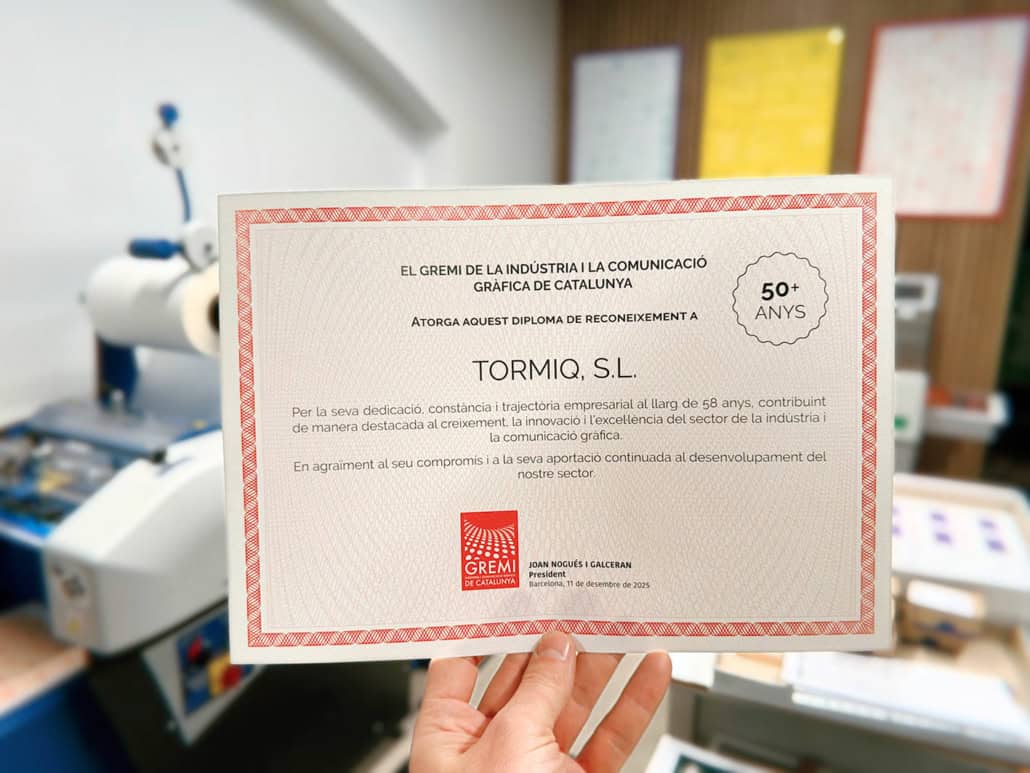 EL GREMI DE LA INDÚSTRIA I LA COMUNICACIÓ
GRÀFICA DE CATALUNYA
50+
ANYS
ATORGA AQUEST DIPLOMA DE RECONEIXEMENT A
TORMIQ, S.L.
Per la seva dedicació, constància i trajectòria empresarial al llarg de 58 anys, contribuint
de manera destacada al creixement, la innovació i l'excel·lència del sector de la indústria i
la comunicació gràfica.
En agraïment al seu compromís i a la seva aportació continuada al desenvolupament del
nostre sector.
GREMI
DE CATALUNYA
JOAN NOGUÉS I GALCERAN
President
Barcelona, 11 de desembre de 2025